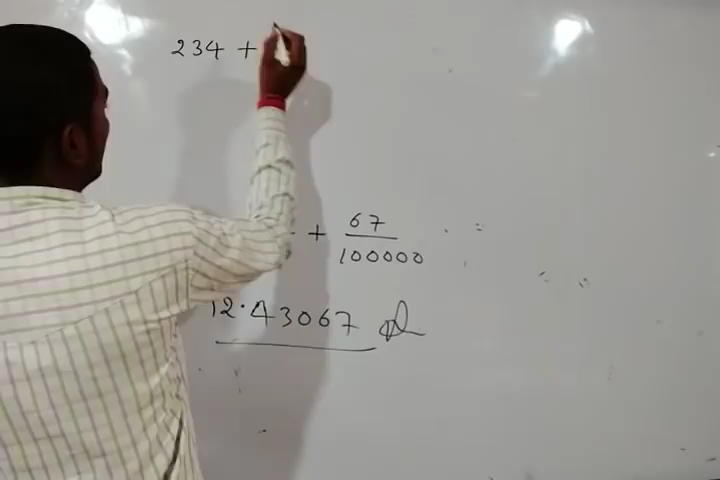 234 +
+ 67/100000
12.43067